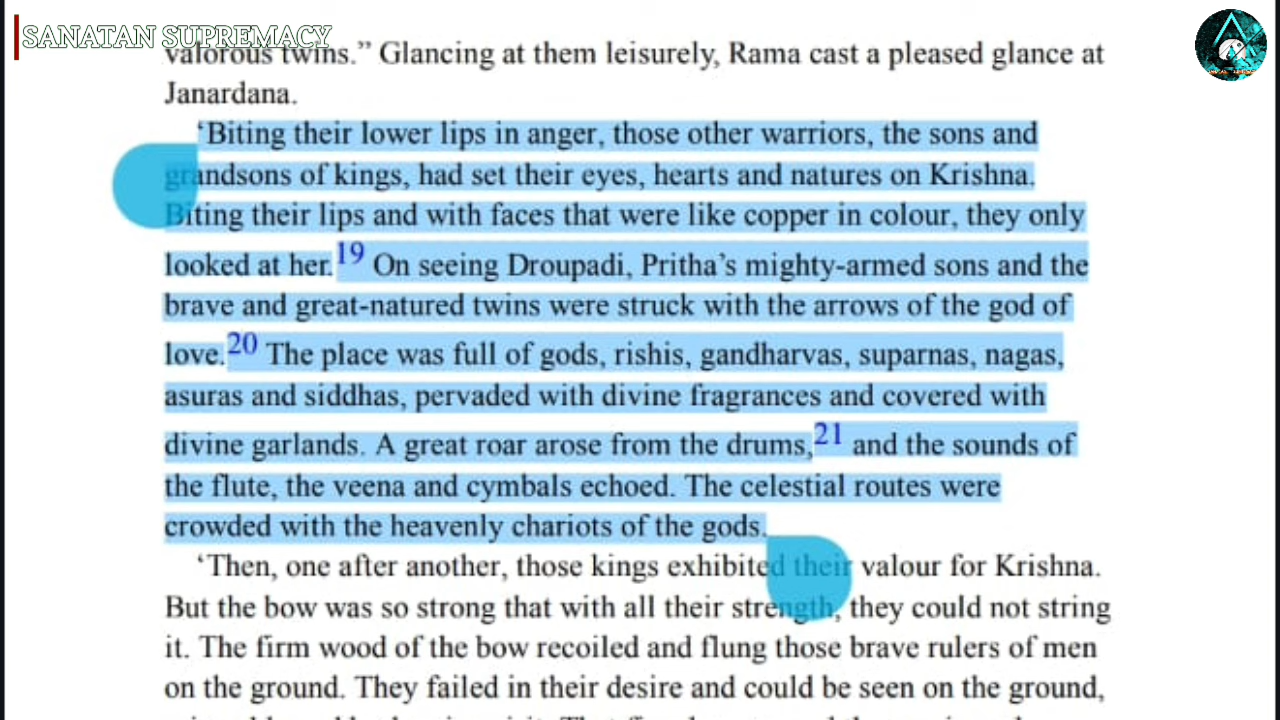 SANATAN SUPREMACY
valorous twins.” Glancing at them leisurely, Rama cast a pleased glance at
Janardana.
‘Biting their lower lips in anger, those other warriors, the sons and
grandsons of kings, had set their eyes, hearts and natures on Krishna.
Biting their lips and with faces that were like copper in colour, they only
looked at her.19 On seeing Droupadi, Pritha’s mighty-armed sons and the
brave and great-natured twins were struck with the arrows of the god of
love.20 The place was full of gods, rishis, gandharvas, suparnas, nagas,
asuras and siddhas, pervaded with divine fragrances and covered with
divine garlands. A great roar arose from the drums,21 and the sounds of
the flute, the veena and cymbals echoed. The celestial routes were
crowded with the heavenly chariots of the gods.
‘Then, one after another, those kings exhibited their valour for Krishna.
But the bow was so strong that with all their strength, they could not string
it. The firm wood of the bow recoiled and flung those brave rulers of men
on the ground. They failed in their desire and could be seen on the ground,